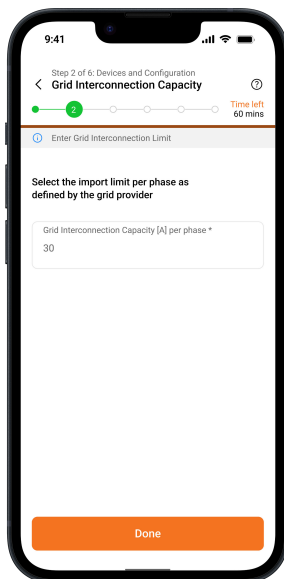 9:41
Step 2 of 6: Devices and Configuration
Grid Interconnection Capacity
2
Time left
60 mins
Enter Grid Interconnection Limit
Select the import limit per phase as
defined by the grid provider
Grid Interconnection Capacity [A] per phase *
30
Done